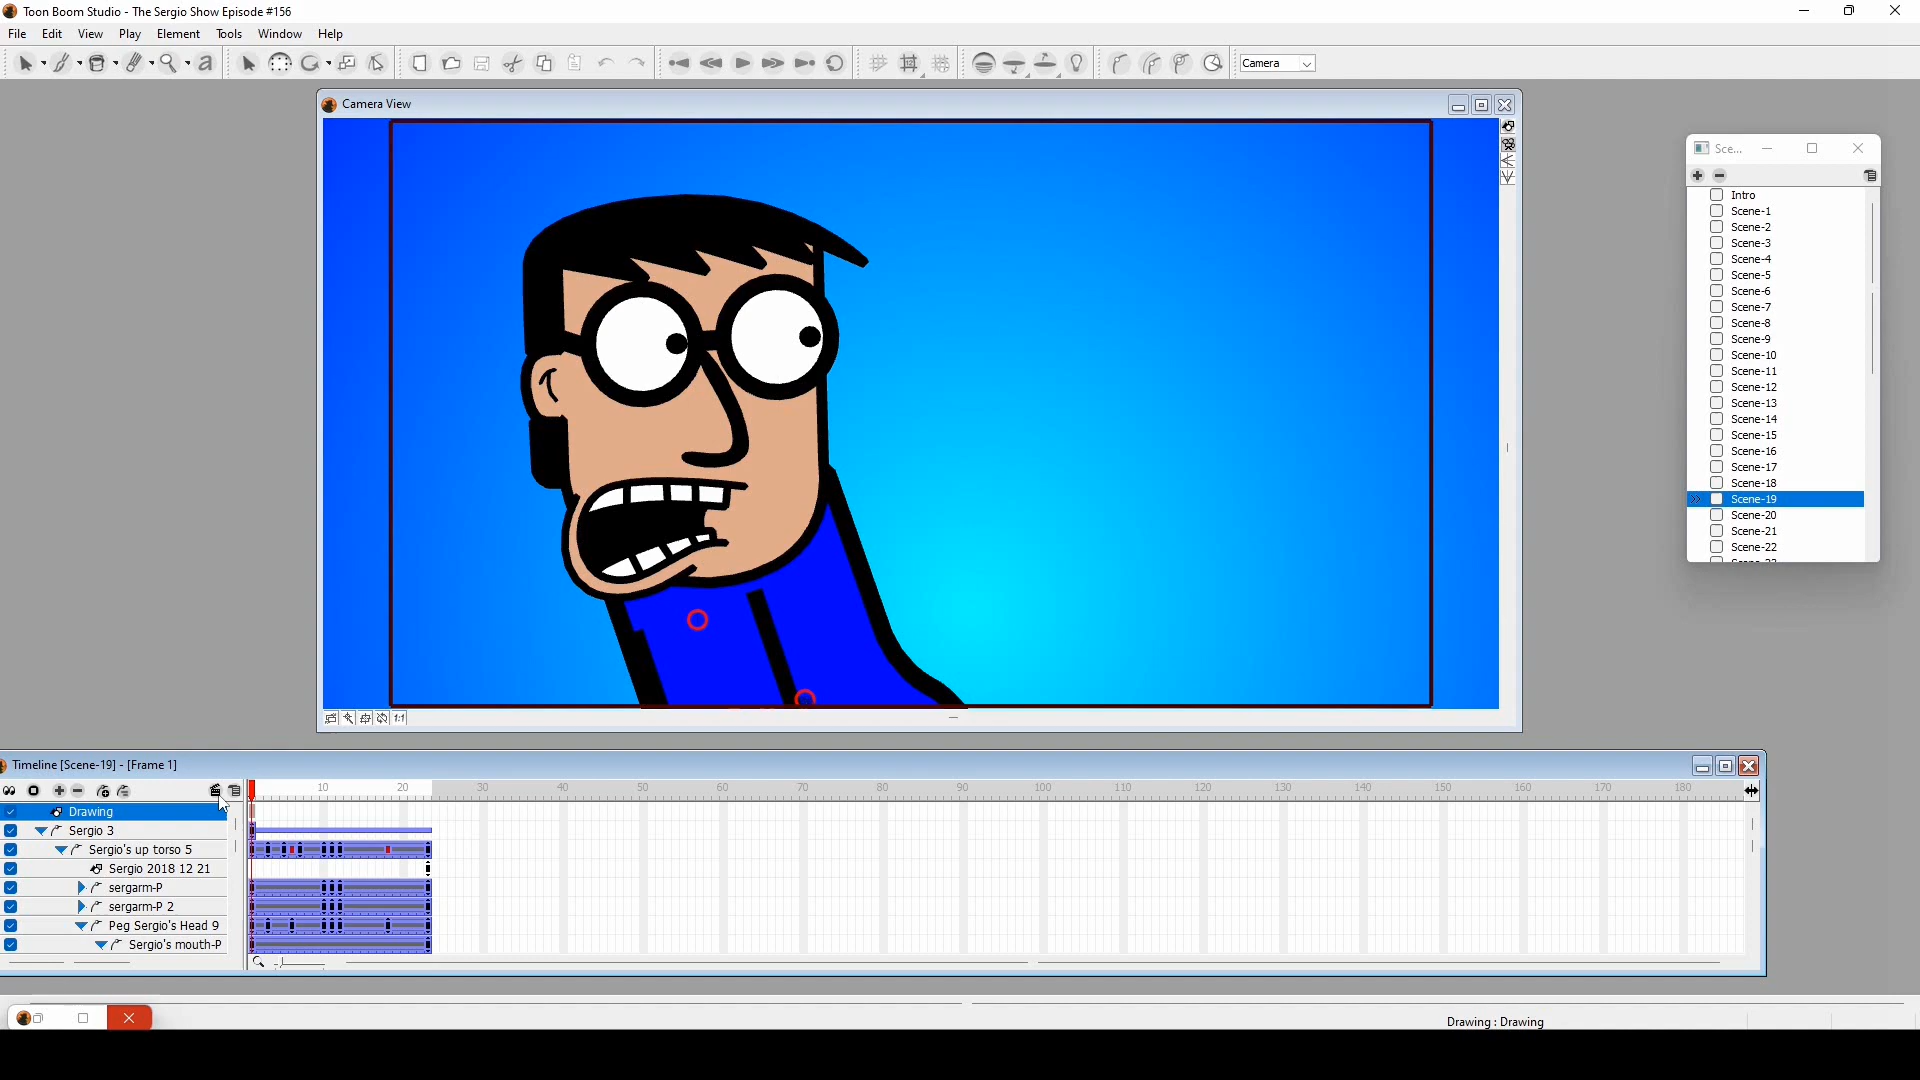 Toon Boom Studio - The Sergio Show Episode #156
File Edit View Play Element Tools Window Help
Camera
Camera View
Sce...
Intro
Scene-1
Scene-2
Scene-3
Scene-4
Scene-5
Scene-6
Scene-7
Scene-8
Scene-9
Scene-10
Scene-11
Scene-12
Scene-13
Scene-14
Scene-15
Scene-16
Scene-17
Scene-18
Scene-19
Scene-20
Scene-21
Scene-22
1:1
Timeline [Scene-19] - [Frame 1]
10 20 30 40 50 60 70 80 90 100 110 120 130 140 150 160 170 180
Drawing
Sergio 3
Sergio's up torso 5
Sergio 2018 12 21
sergarm-P
sergarm-P 2
Peg Sergio's Head 9
Sergio's mouth-P
Drawing : Drawing